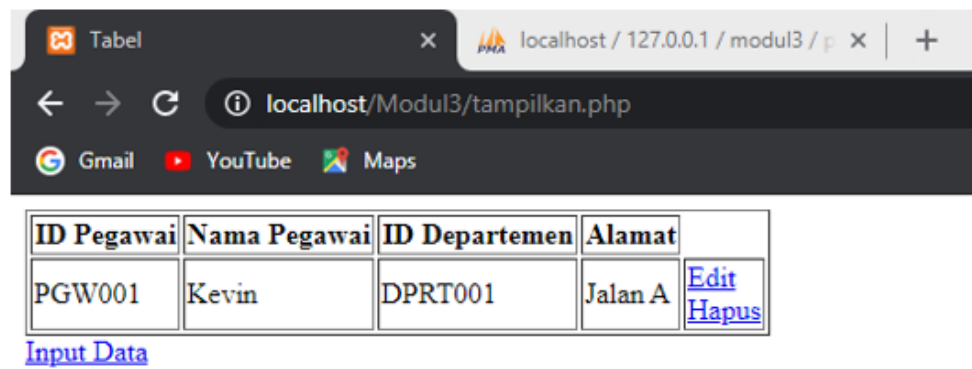 Tabel
localhost / 127.0.0.1 / modul3 / p
localhost/Modul3/tampilkan.php
Gmail YouTube Maps
ID Pegawai Nama Pegawai ID Departemen Alamat
PGW001 Kevin DPRT001 Jalan A Edit
Hapus
Input Data